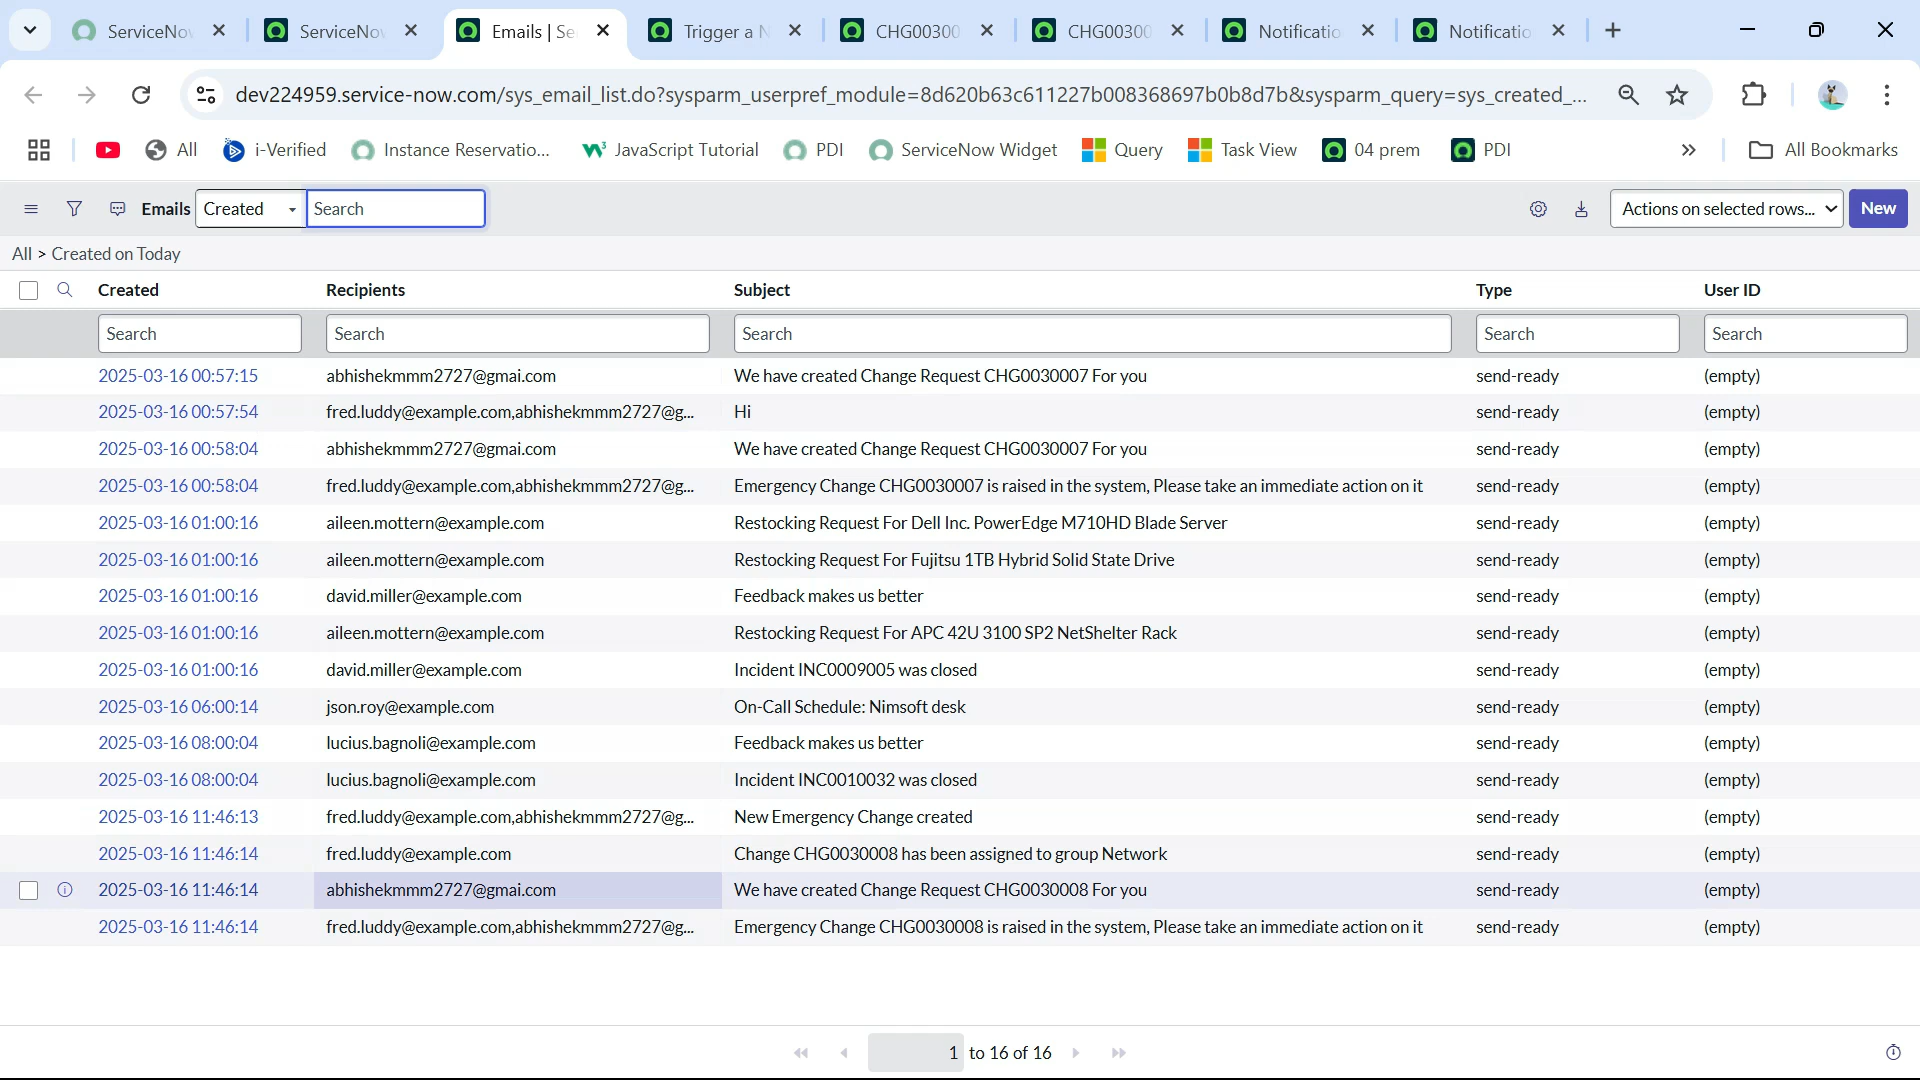 ServiceNo
ServiceNo
Emails | Se
Trigger a N
CHG00300
CHG00300
Notificatio
Notificatio
dev224959.service-now.com/sys_email_list.do?sysparm_userpref_module=8d620b63c611227b008368697b0b8d7b&sysparm_query=sys_created_...
All
i-Verified
Instance Reservatio...
JavaScript Tutorial
PDI
ServiceNow Widget
Query
Task View
04 prem
PDI
All Bookmarks
Emails Created Search Actions on selected rows... New
All > Created on Today
Created Recipients Subject Type User ID
Search Search Search Search Search
2025-03-16 00:57:15 abhishekmmm2727@gmai.com We have created Change Request CHG0030007 For you send-ready (empty)
2025-03-16 00:57:54 fred.luddy@example.com,abhishekmmm2727@g... Hi send-ready (empty)
2025-03-16 00:58:04 abhishekmmm2727@gmai.com We have created Change Request CHG0030007 For you send-ready (empty)
2025-03-16 00:58:04 fred.luddy@example.com,abhishekmmm2727@g... Emergency Change CHG0030007 is raised in the system, Please take an immediate action on it send-ready (empty)
2025-03-16 01:00:16 aileen.mottern@example.com Restocking Request For Dell Inc. PowerEdge M710HD Blade Server send-ready (empty)
2025-03-16 01:00:16 aileen.mottern@example.com Restocking Request For Fujitsu 1TB Hybrid Solid State Drive send-ready (empty)
2025-03-16 01:00:16 david.miller@example.com Feedback makes us better send-ready (empty)
2025-03-16 01:00:16 aileen.mottern@example.com Restocking Request For APC 42U 3100 SP2 NetShelter Rack send-ready (empty)
2025-03-16 01:00:16 david.miller@example.com Incident INC0009005 was closed send-ready (empty)
2025-03-16 06:00:14 json.roy@example.com On-Call Schedule: Nimsoft desk send-ready (empty)
2025-03-16 08:00:04 lucius.bagnoli@example.com Feedback makes us better send-ready (empty)
2025-03-16 08:00:04 lucius.bagnoli@example.com Incident INC0010032 was closed send-ready (empty)
2025-03-16 11:46:13 fred.luddy@example.com,abhishekmmm2727@g... New Emergency Change created send-ready (empty)
2025-03-16 11:46:14 fred.luddy@example.com Change CHG0030008 has been assigned to group Network send-ready (empty)
2025-03-16 11:46:14 abhishekmmm2727@gmai.com We have created Change Request CHG0030008 For you send-ready (empty)
2025-03-16 11:46:14 fred.luddy@example.com,abhishekmmm2727@g... Emergency Change CHG0030008 is raised in the system, Please take an immediate action on it send-ready (empty)
1 to 16 of 16